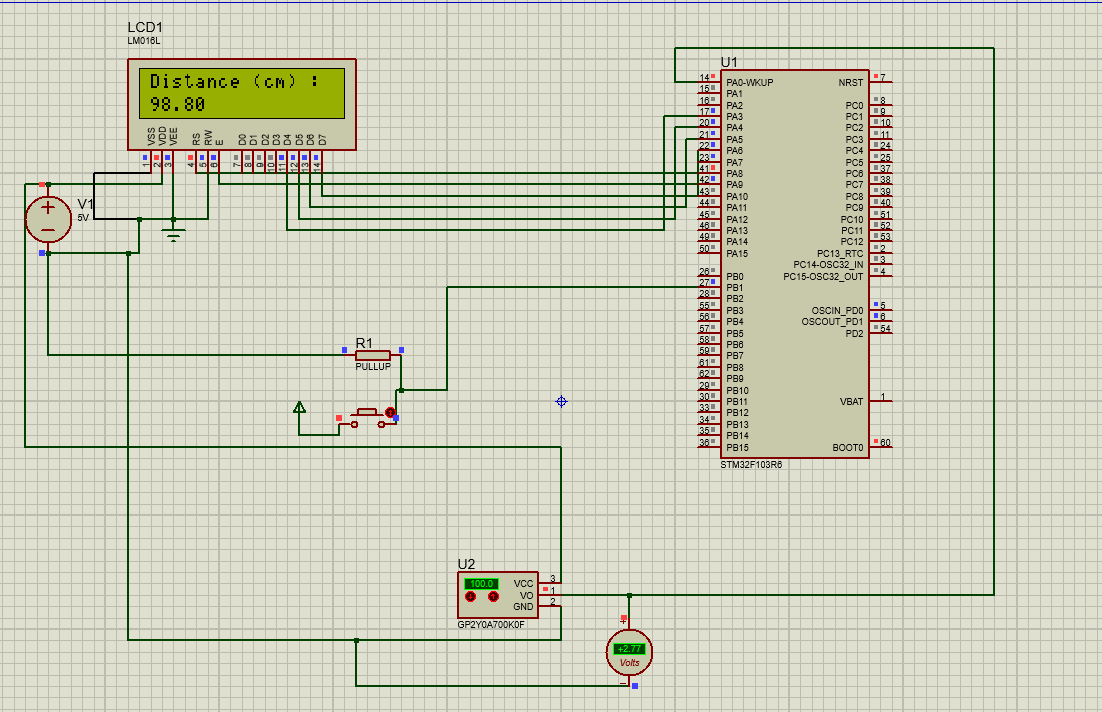 LCD1
LM016L
Distance (cm) :
98.80
VSS VDD VEE RS RW E D0 D1 D2 D3 D4 D5 D6 D7
1 2 3 4 5 6 7 8 9 10 11 12 13 14
V1
5V
R1
PULLUP
U1
14 PA0-WKUP NRST 7
15 PA1
16 PA2 PC0 8
17 PA3 PC1 9
20 PA4 PC2 10
21 PA5 PC3 11
22 PA6 PC4 24
23 PA7 PC5 25
41 PA8 PC6 37
42 PA9 PC7 38
43 PA10 PC8 39
44 PA11 PC9 40
45 PA12 PC10 51
46 PA13 PC11 52
49 PA14 PC12 53
50 PA15 PC13_RTC 2
PC14-OSC32_IN 3
26 PB0 PC15-OSC32_OUT 4
27 PB1
28 PB2
55 PB3 OSCIN_PD0 5
56 PB4 OSCOUT_PD1 6
57 PB5 PD2 54
58 PB6
59 PB7
61 PB8
62 PB9
29 PB10
30 PB11 VBAT 1
33 PB12
34 PB13
35 PB14
36 PB15 BOOT0 60
STM32F103R6
U2
100.0
VCC 3
VO 1
GND 2
GP2Y0A700K0F
+2.77
Volts